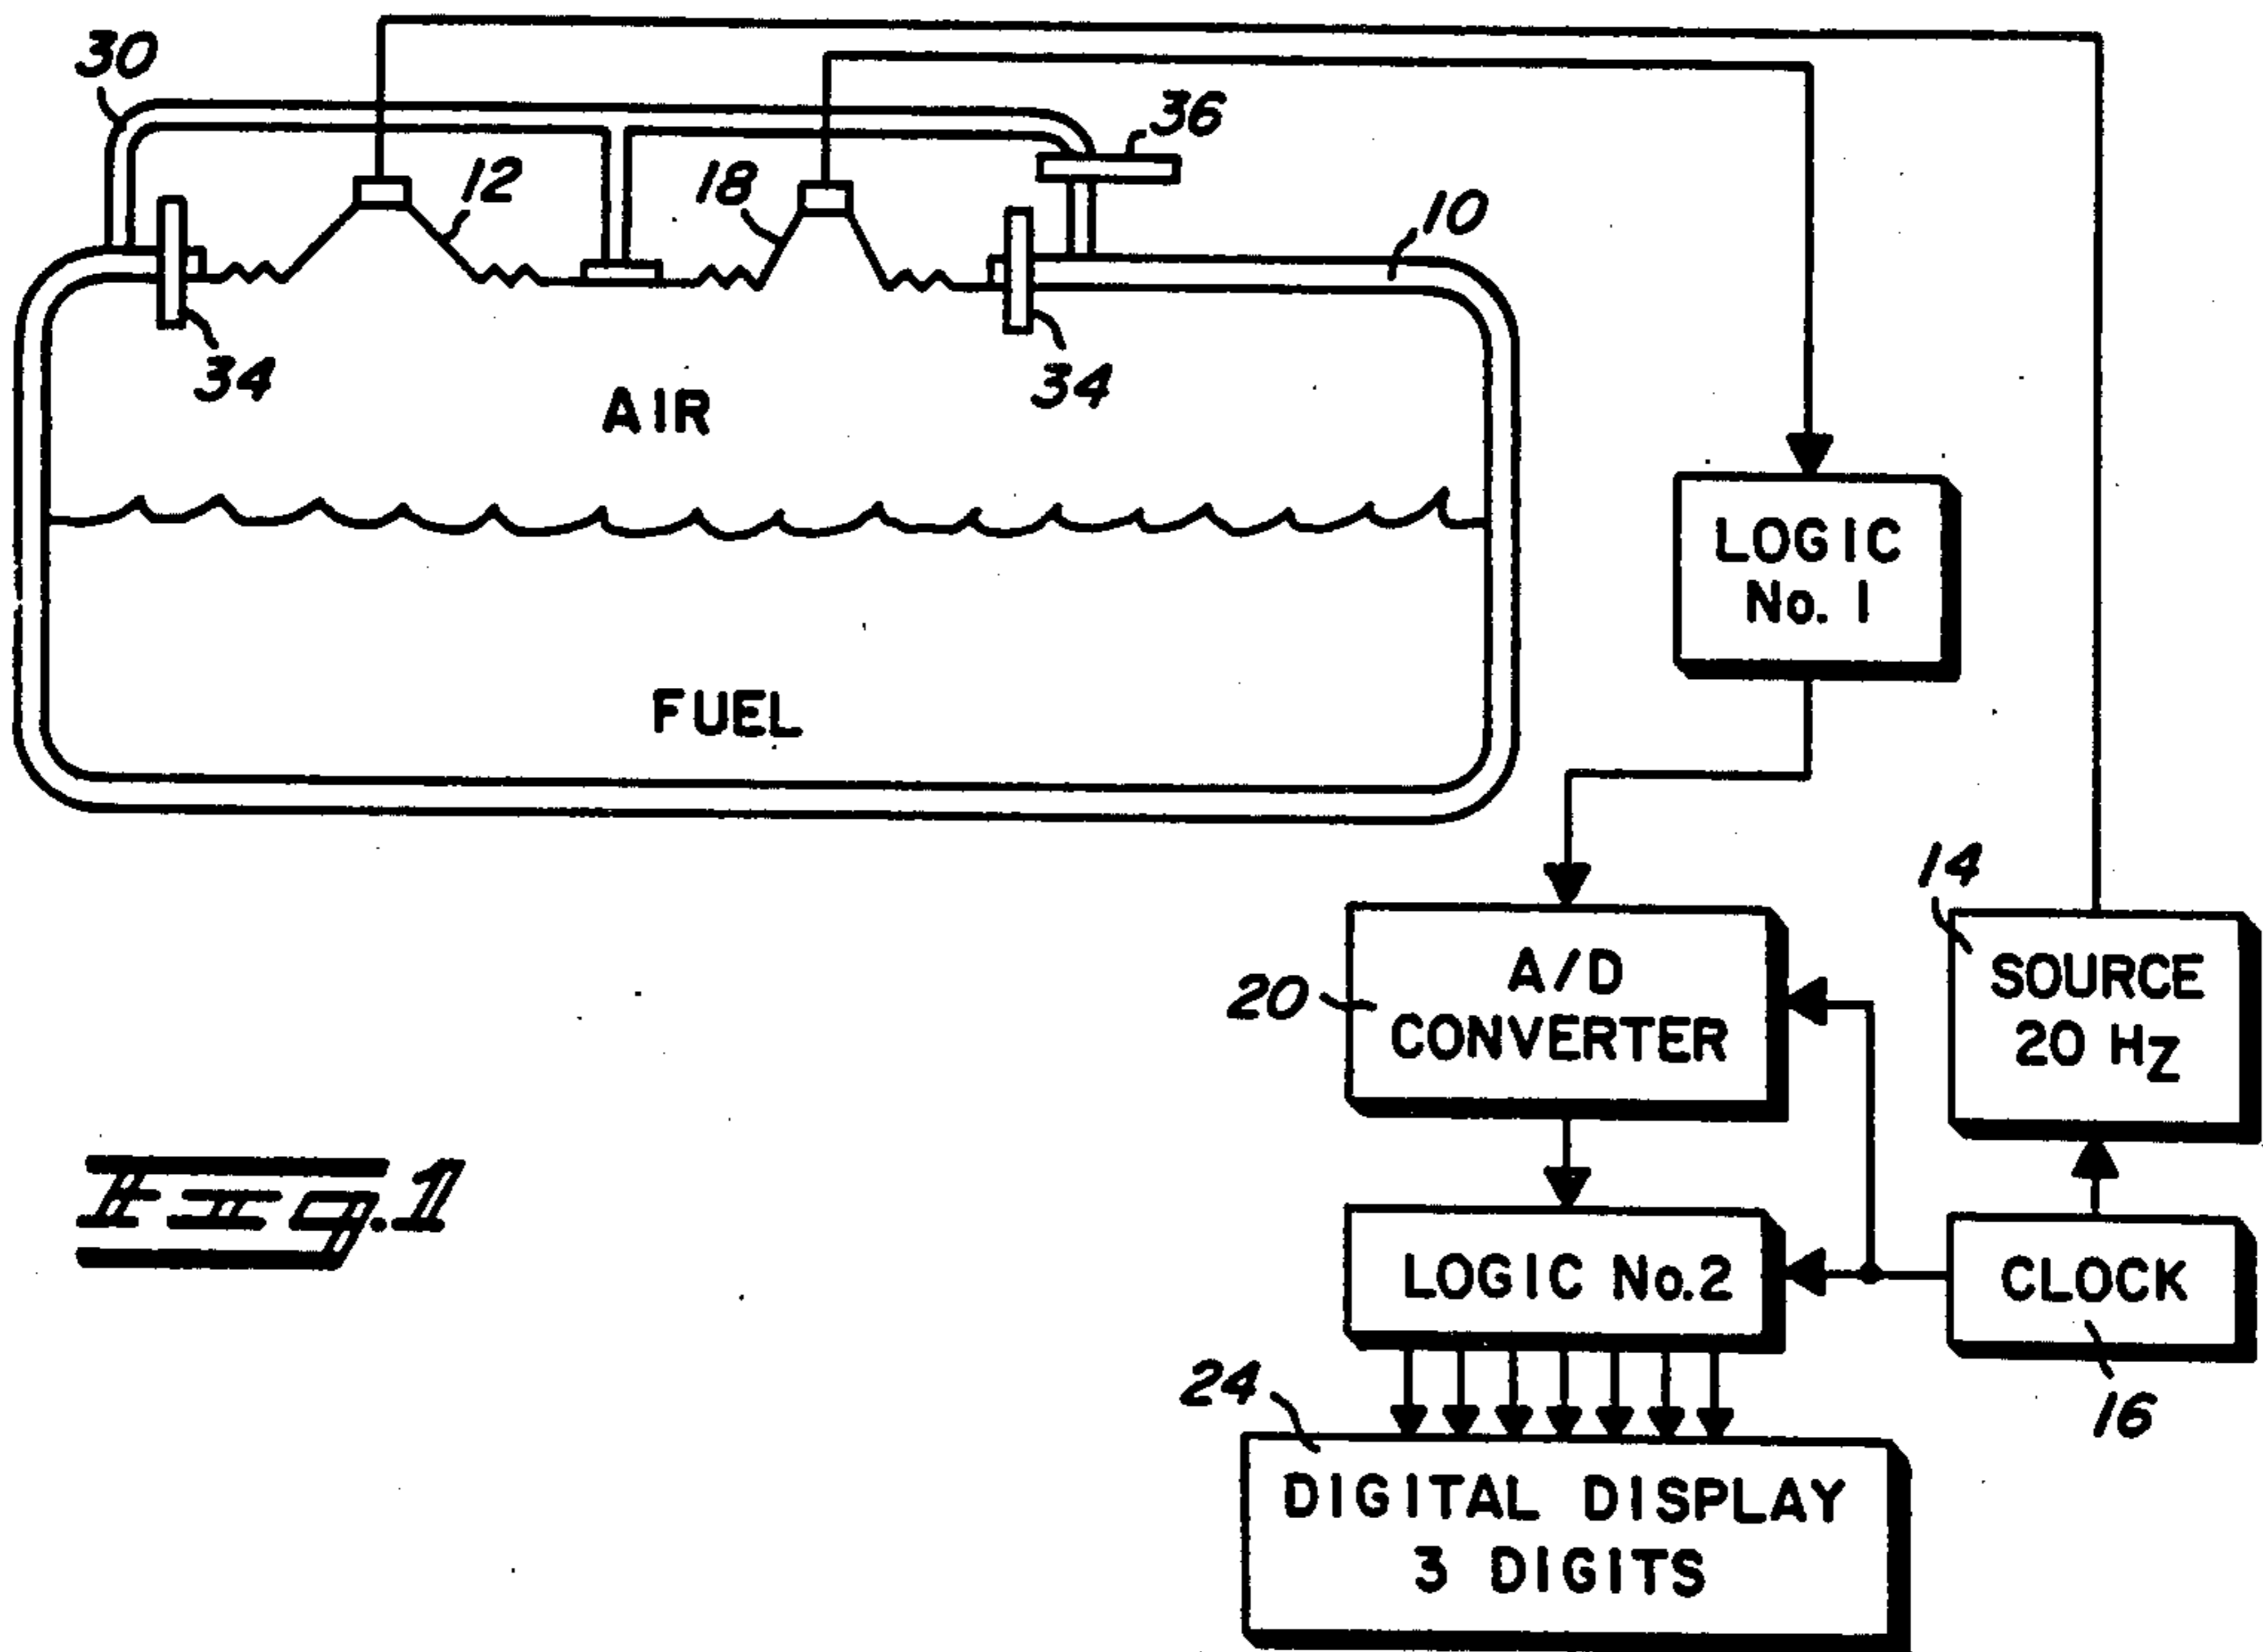 30
36
12
18
10
34
34
AIR
LOGIC
No. 1
FUEL
14
SOURCE
20 Hz
A/D
CONVERTER
20
Fig. 1
LOGIC No. 2
CLOCK
16
24
DIGITAL DISPLAY
3 DIGITS